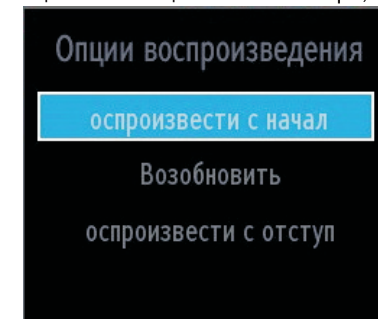 Опции воспроизведения
оспроизвести с начал
Возобновить
оспроизвести с отступ